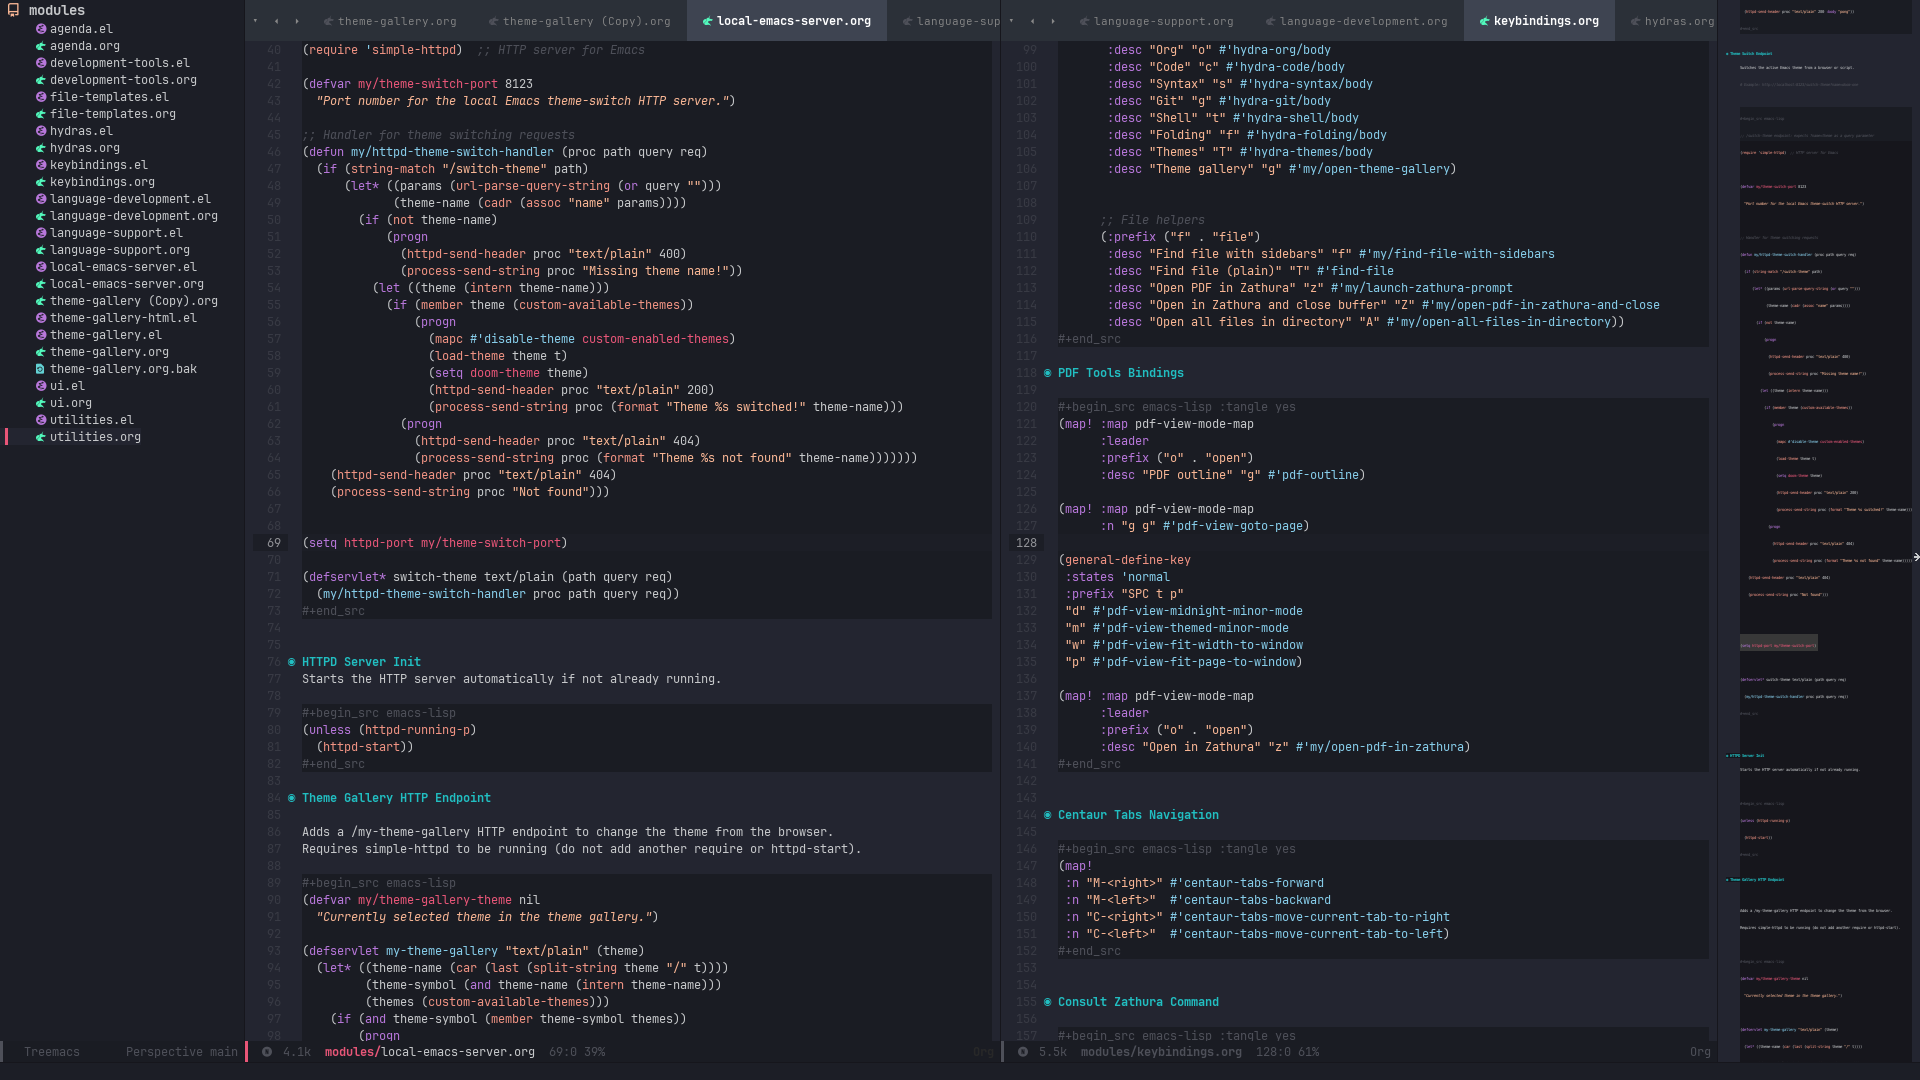 modules
agenda.el
agenda.org
development-tools.el
development-tools.org
file-templates.el
file-templates.org
hydras.el
hydras.org
keybindings.el
keybindings.org
language-development.el
language-development.org
language-support.el
language-support.org
local-emacs-server.el
local-emacs-server.org
theme-gallery (Copy).org
theme-gallery-html.el
theme-gallery.el
theme-gallery.org
theme-gallery.org.bak
ui.el
ui.org
utilities.el
utilities.org
Treemacs Perspective main
theme-gallery.org theme-gallery (Copy).org local-emacs-server.org language-sup
40 (require 'simple-httpd)  ;; HTTP server for Emacs
41
42 (defvar my/theme-switch-port 8123
43   "Port number for the local Emacs theme-switch HTTP server.")
44
45 ;; Handler for theme switching requests
46 (defun my/httpd-theme-switch-handler (proc path query req)
47   (if (string-match "/switch-theme" path)
48       (let* ((params (url-parse-query-string (or query "")))
49              (theme-name (cadr (assoc "name" params))))
50         (if (not theme-name)
51             (progn
52               (httpd-send-header proc "text/plain" 400)
53               (process-send-string proc "Missing theme name!"))
54           (let ((theme (intern theme-name)))
55             (if (member theme (custom-available-themes))
56                 (progn
57                   (mapc #'disable-theme custom-enabled-themes)
58                   (load-theme theme t)
59                   (setq doom-theme theme)
60                   (httpd-send-header proc "text/plain" 200)
61                   (process-send-string proc (format "Theme %s switched!" theme-name)))
62               (progn
63                 (httpd-send-header proc "text/plain" 404)
64                 (process-send-string proc (format "Theme %s not found" theme-name)))))))
65     (httpd-send-header proc "text/plain" 404)
66     (process-send-string proc "Not found")))
67
68
69 (setq httpd-port my/theme-switch-port)
70
71 (defservlet* switch-theme text/plain (path query req)
72   (my/httpd-theme-switch-handler proc path query req))
73 #+end_src
74
75
76 ◉ HTTPD Server Init
77 Starts the HTTP server automatically if not already running.
78
79 #+begin_src emacs-lisp
80 (unless (httpd-running-p)
81   (httpd-start))
82 #+end_src
83
84 ◉ Theme Gallery HTTP Endpoint
85
86 Adds a /my-theme-gallery HTTP endpoint to change the theme from the browser.
87 Requires simple-httpd to be running (do not add another require or httpd-start).
88
89 #+begin_src emacs-lisp
90 (defvar my/theme-gallery-theme nil
91   "Currently selected theme in the theme gallery.")
92
93 (defservlet my-theme-gallery "text/plain" (theme)
94   (let* ((theme-name (car (last (split-string theme "/" t))))
95          (theme-symbol (and theme-name (intern theme-name)))
96          (themes (custom-available-themes)))
97     (if (and theme-symbol (member theme-symbol themes))
98         (progn
4.1k modules/local-emacs-server.org 69:0 39% Org
language-support.org language-development.org keybindings.org hydras.org
99        :desc "Org" "o" #'hydra-org/body
100       :desc "Code" "c" #'hydra-code/body
101       :desc "Syntax" "s" #'hydra-syntax/body
102       :desc "Git" "g" #'hydra-git/body
103       :desc "Shell" "t" #'hydra-shell/body
104       :desc "Folding" "f" #'hydra-folding/body
105       :desc "Themes" "T" #'hydra-themes/body
106       :desc "Theme gallery" "g" #'my/open-theme-gallery)
107
108
109      ;; File helpers
110      (:prefix ("f" . "file")
111       :desc "Find file with sidebars" "f" #'my/find-file-with-sidebars
112       :desc "Find file (plain)" "T" #'find-file
113       :desc "Open PDF in Zathura" "z" #'my/launch-zathura-prompt
114       :desc "Open in Zathura and close buffer" "Z" #'my/open-pdf-in-zathura-and-close
115       :desc "Open all files in directory" "A" #'my/open-all-files-in-directory))
116 #+end_src
117
118 ◉ PDF Tools Bindings
119
120 #+begin_src emacs-lisp :tangle yes
121 (map! :map pdf-view-mode-map
122       :leader
123       :prefix ("o" . "open")
124       :desc "PDF outline" "g" #'pdf-outline)
125
126 (map! :map pdf-view-mode-map
127       :n "g g" #'pdf-view-goto-page)
128
129 (general-define-key
130  :states 'normal
131  :prefix "SPC t p"
132  "d" #'pdf-view-midnight-minor-mode
133  "m" #'pdf-view-themed-minor-mode
134  "w" #'pdf-view-fit-width-to-window
135  "p" #'pdf-view-fit-page-to-window)
136
137 (map! :map pdf-view-mode-map
138       :leader
139       :prefix ("o" . "open")
140       :desc "Open in Zathura" "z" #'my/open-pdf-in-zathura)
141 #+end_src
142
143
144 ◉ Centaur Tabs Navigation
145
146 #+begin_src emacs-lisp :tangle yes
147 (map!
148  :n "M-<right>" #'centaur-tabs-forward
149  :n "M-<left>"  #'centaur-tabs-backward
150  :n "C-<right>" #'centaur-tabs-move-current-tab-to-right
151  :n "C-<left>"  #'centaur-tabs-move-current-tab-to-left)
152 #+end_src
153
154
155 ◉ Consult Zathura Command
156
157 #+begin_src emacs-lisp :tangle yes
5.5k modules/keybindings.org 128:0 61% Org